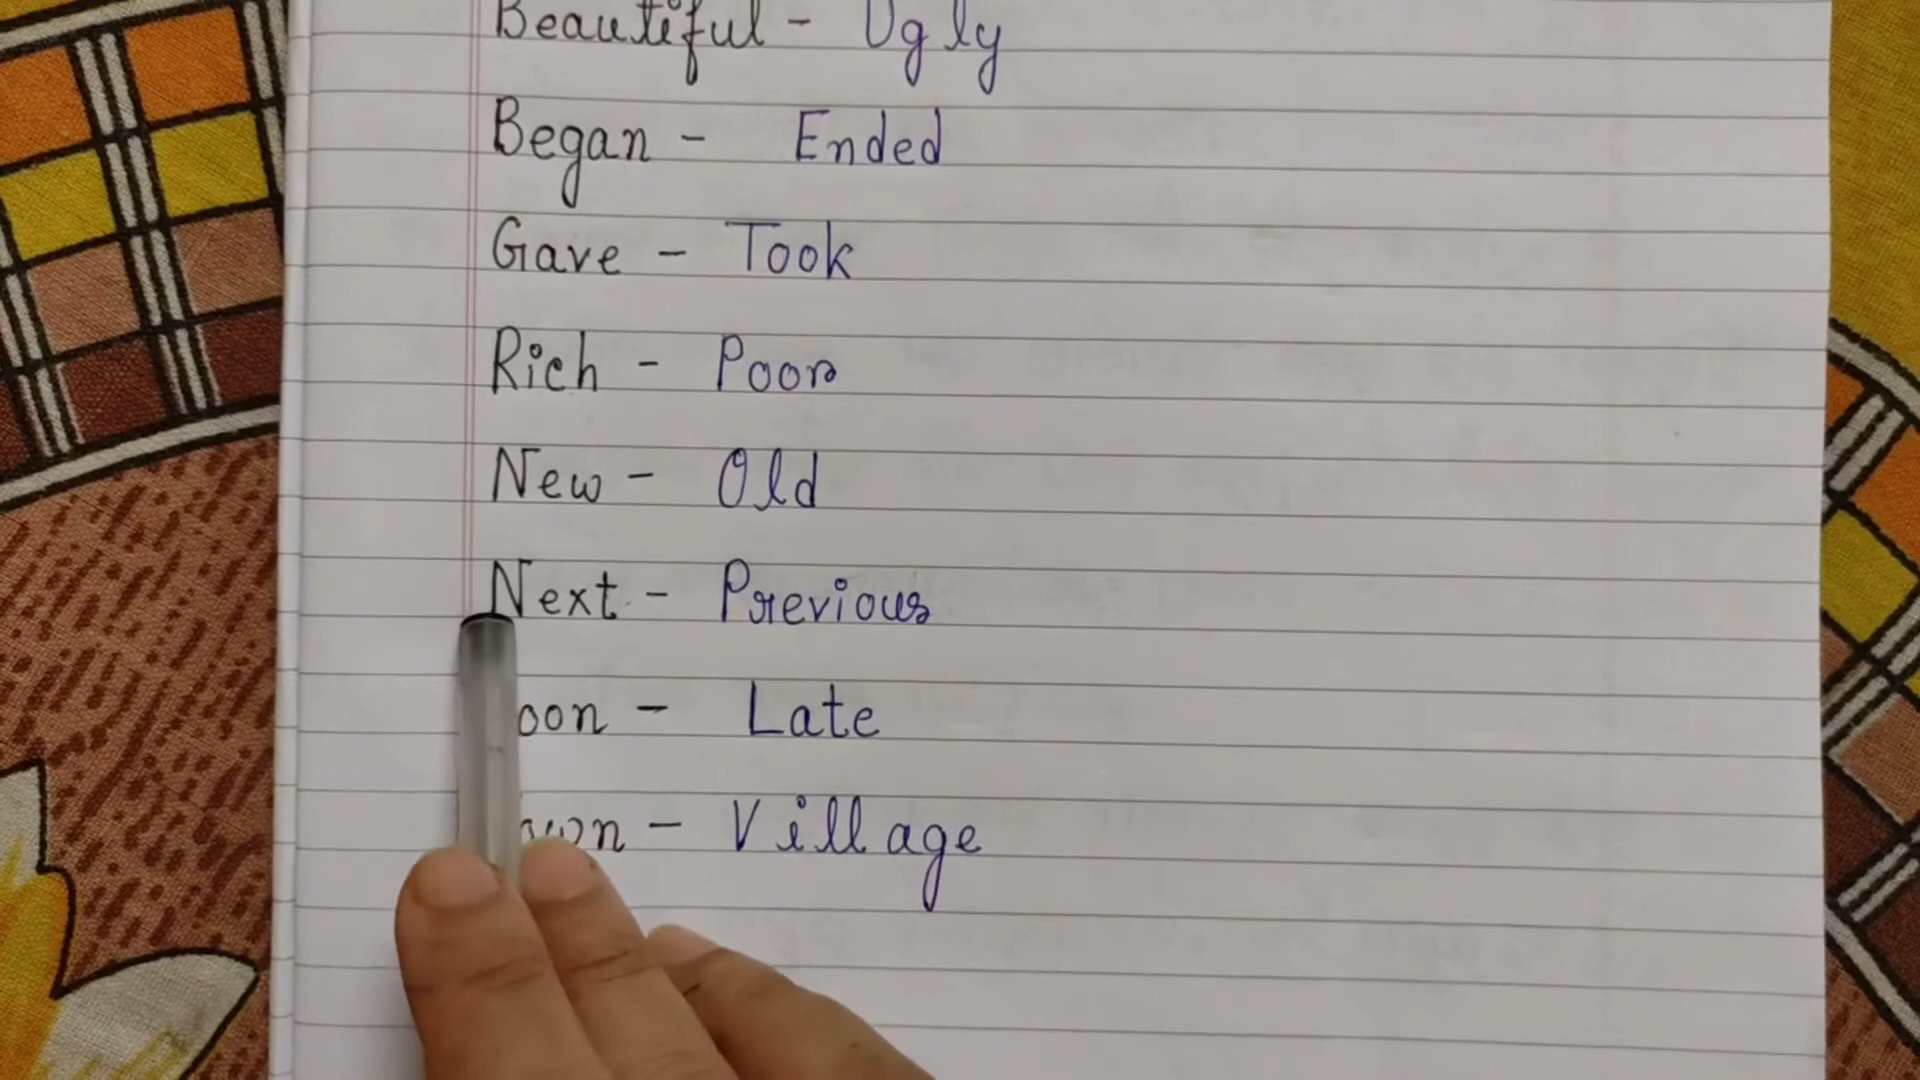 Beautiful - Ugly
Began - Ended
Gave - Took
Rich - Poor
New - Old
Next - Previous
- Late
- Village